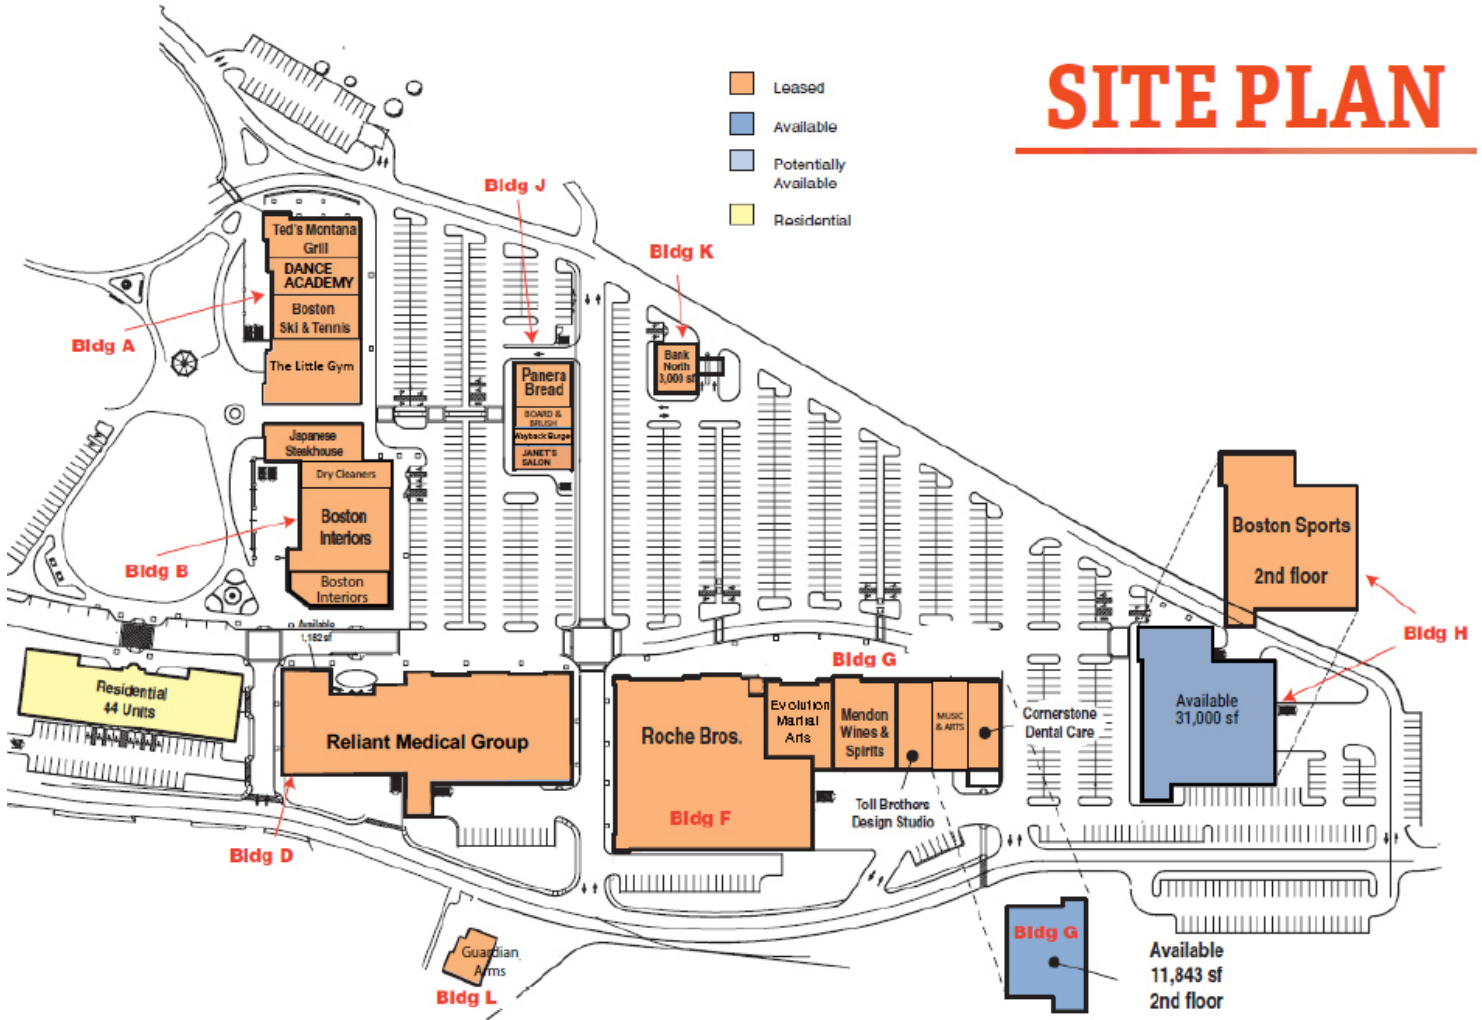 SITE PLAN
Leased
Available
Potentially
Available
Residential
Bldg J
Bldg K
Ted's Montana
Grill
DANCE
ACADEMY
Boston
Ski & Tennis
The Little Gym
Bldg A
Bank
North
3,000 sf
Panera
Bread
BOARD &
BRUSH
Wayback Burge
JANET'S
SALON
Japanese
Steakhouse
Dry Cleaners
Boston
Interiors
Bldg B
Boston
Interiors
Boston Sports
2nd floor
Bldg H
Available
1,182 sf
Bldg G
Residential
44 Units
Reliant Medical Group
Roche Bros.
Evolution
Martial
Arts
Mendon
Wines &
Spirits
MUSIC
& ARTS
Cornerstone
Dental Care
Available
31,000 sf
Toll Brothers
Design Studio
Bldg F
Bldg D
Guardian
Arms
Bldg L
Bldg G
Available
11,843 sf
2nd floor